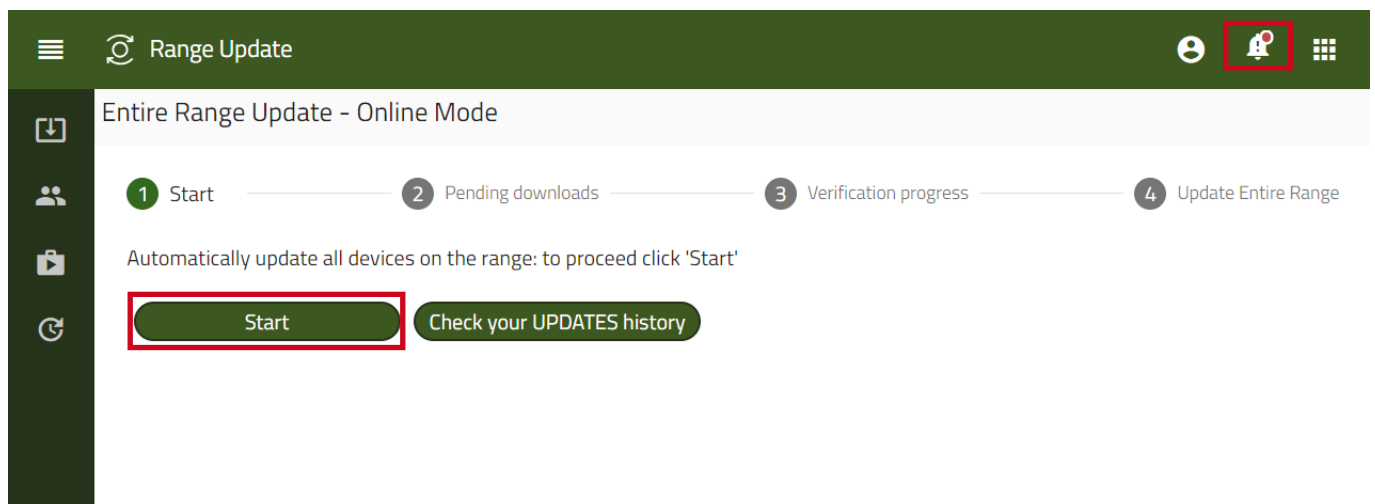 Range Update
Entire Range Update - Online Mode
1 Start 2 Pending downloads 3 Verification progress 4 Update Entire Range
Automatically update all devices on the range: to proceed click 'Start'
Start Check your UPDATES history